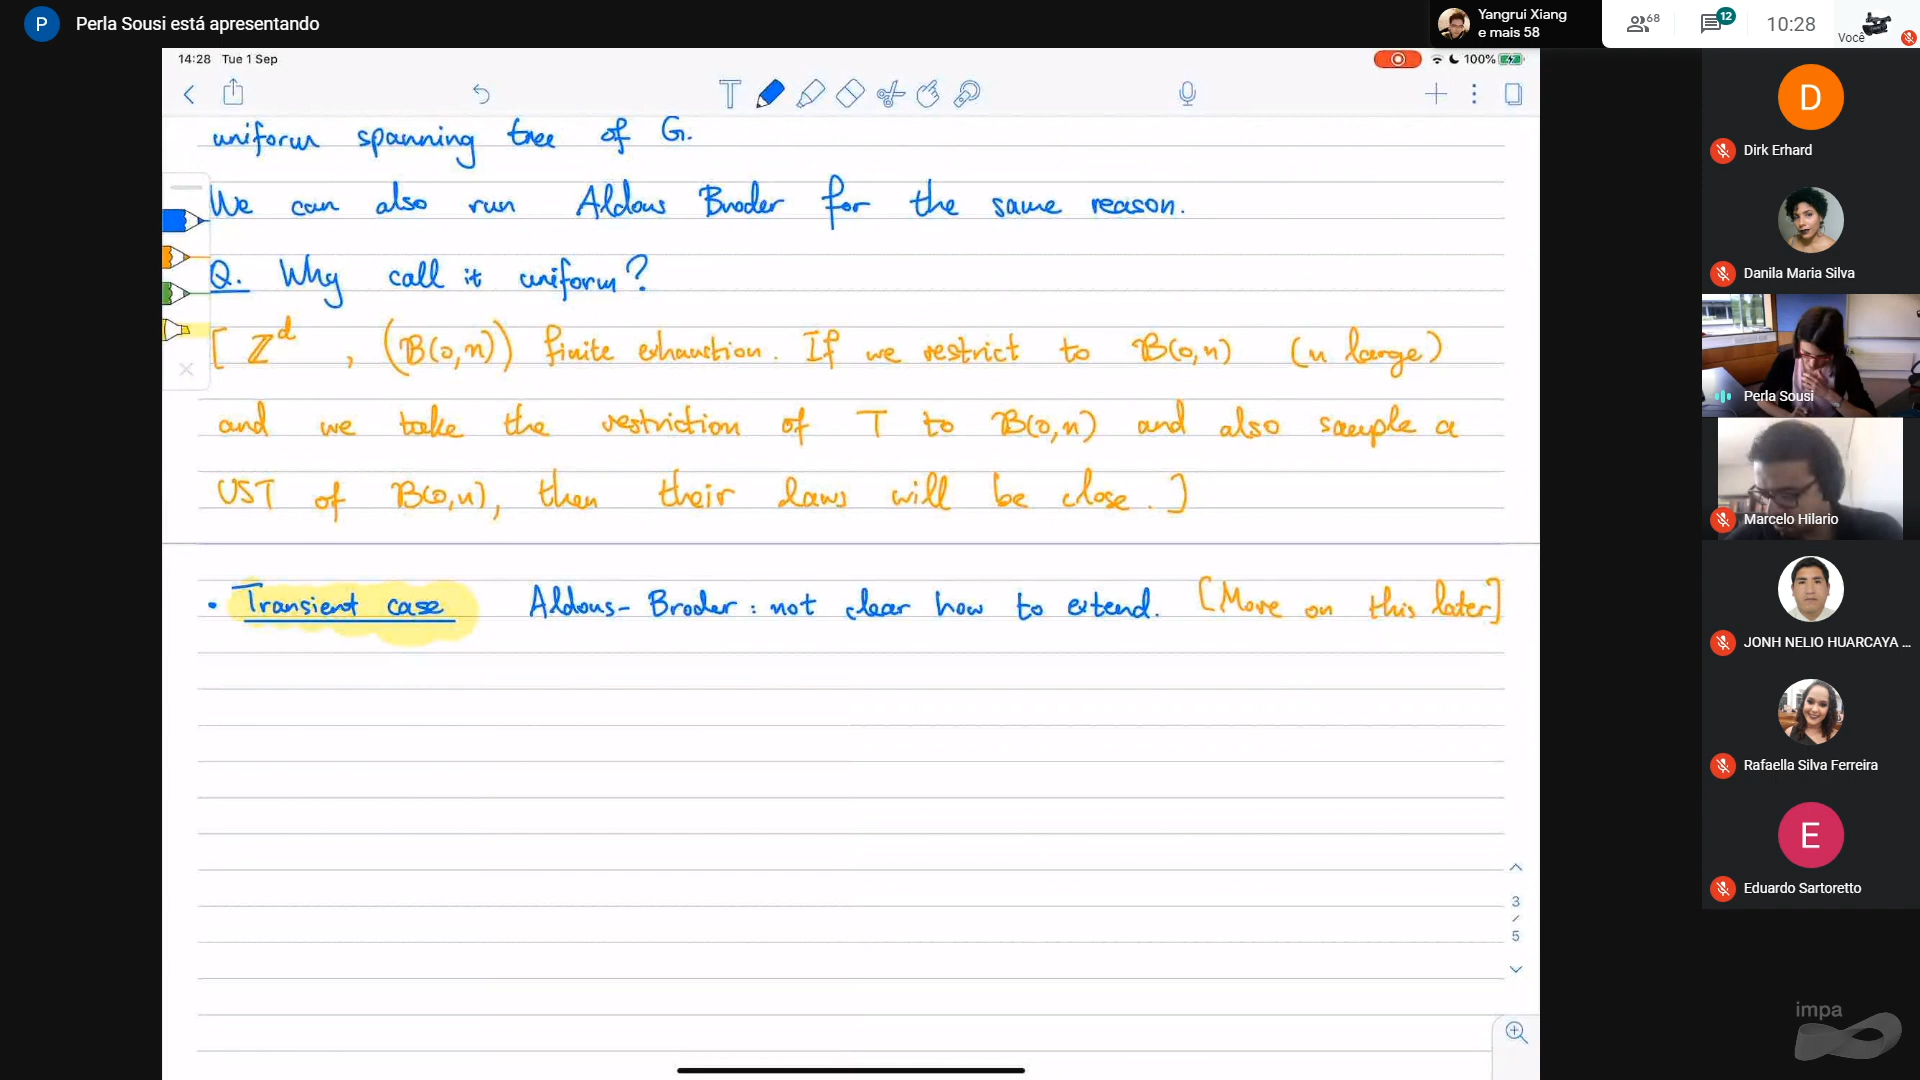 P Perla Sousi está apresentando
Yangrui Xiang
e mais 58
68
12
10:28
Você
14:28 Tue 1 Sep
100%
uniform spanning tree of G.
We can also run Aldous Broder for the same reason.
Q. Why call it uniform?
[ ℤ^d , (B(0,n)) finite exhaustion. If we restrict to B(0,n) (n large)
and we take the restriction of T to B(0,n) and also sample a
UST of B(0,n), then their laws will be close. ]
• Transient case Aldous-Broder: not clear how to extend. [More on this later]
3
/
5
D
Dirk Erhard
Danila Maria Silva
Perla Sousi
Marcelo Hilario
JONH NELIO HUARCAYA ...
Rafaella Silva Ferreira
E
Eduardo Sartoretto
impa